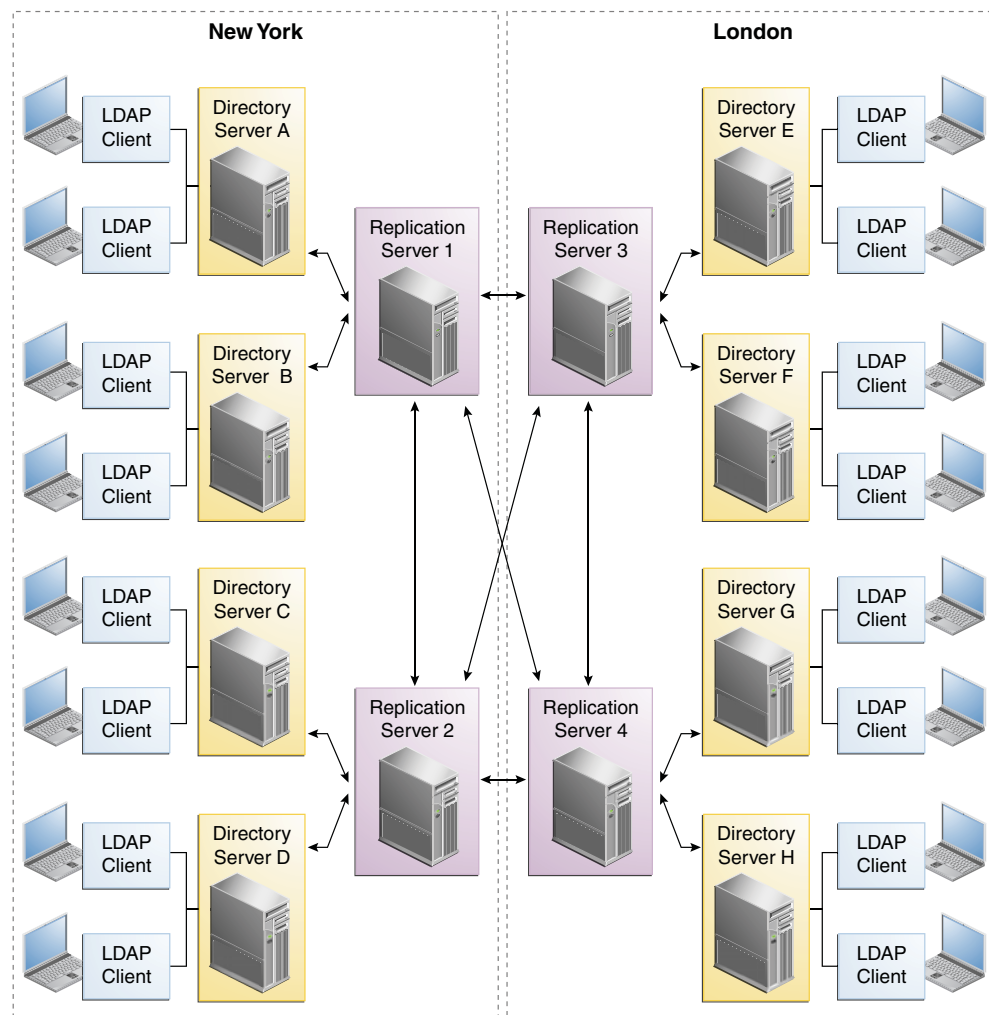 New York
London
LDAP
Client
LDAP
Client
Directory
Server A
Replication
Server 1
Replication
Server 3
Directory
Server E
LDAP
Client
LDAP
Client
LDAP
Client
LDAP
Client
Directory
Server B
Directory
Server F
LDAP
Client
LDAP
Client
LDAP
Client
LDAP
Client
Directory
Server C
Replication
Server 2
Replication
Server 4
Directory
Server G
LDAP
Client
LDAP
Client
LDAP
Client
LDAP
Client
Directory
Server D
Directory
Server H
LDAP
Client
LDAP
Client